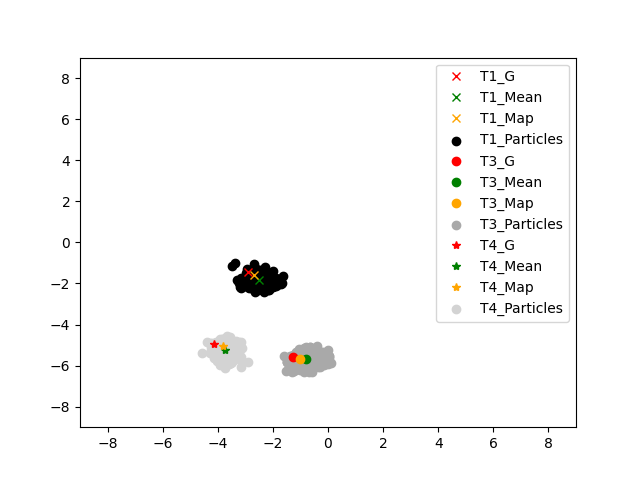 8
6
4
2
0
−2
−4
−6
−8
−8 −6 −4 −2 0 2 4 6 8
T1_G
T1_Mean
T1_Map
T1_Particles
T3_G
T3_Mean
T3_Map
T3_Particles
T4_G
T4_Mean
T4_Map
T4_Particles